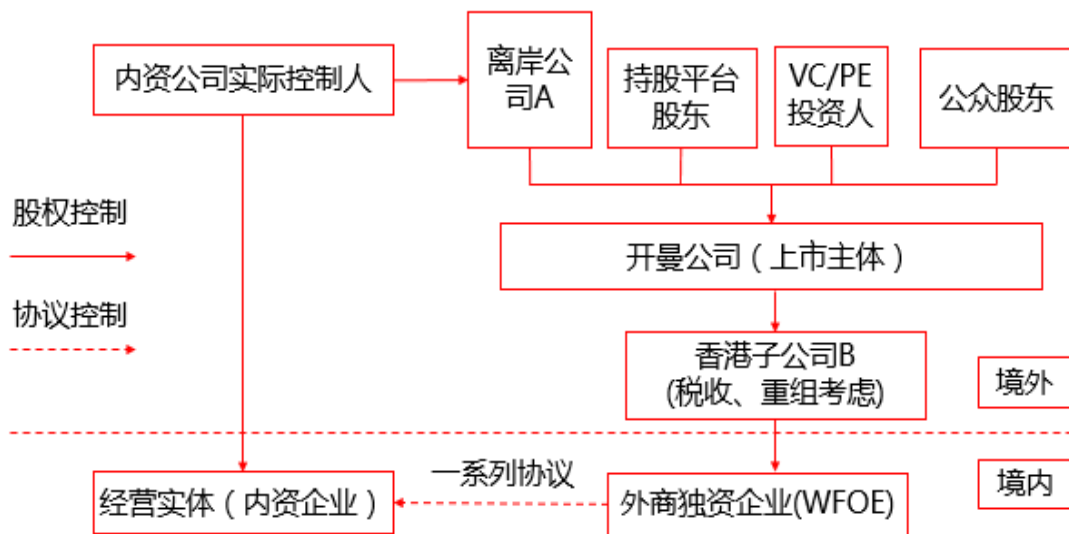 内资公司实际控制人
离岸公
司A
持股平台
股东
VC/PE
投资人
公众股东
股权控制
开曼公司（上市主体）
协议控制
香港子公司B
(税收、重组考虑)
境外
一系列协议
境内
经营实体（内资企业）
外商独资企业(WFOE)